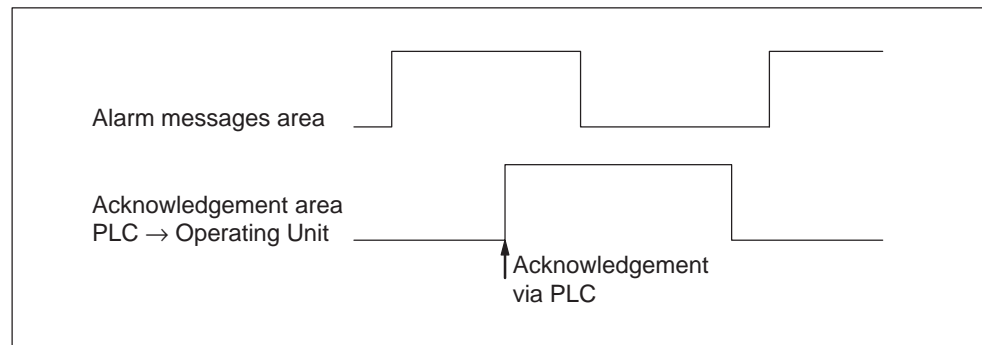 Alarm messages area
Acknowledgement area
PLC → Operating Unit
Acknowledgement
via PLC